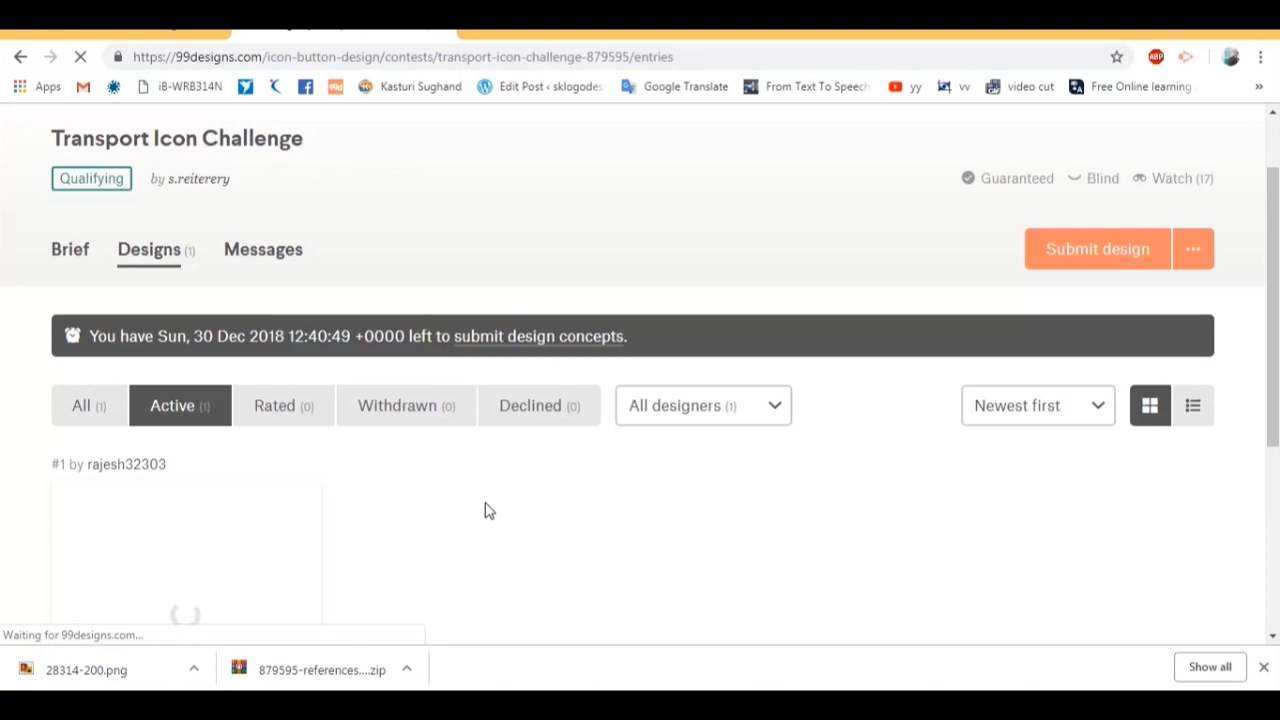 https://99designs.com/icon-button-design/contests/transport-icon-challenge-879595/entries
ABP
Apps iB-WRB314N 99d Kasturi Sughand Edit Post ‹ sklogodes Google Translate From Text To Speech yy vv video cut Free Online learning »
Transport Icon Challenge
Qualifying by s.reiterery Guaranteed Blind Watch (17)
Brief Designs (1) Messages Submit design ...
You have Sun, 30 Dec 2018 12:40:49 +0000 left to submit design concepts.
All (1) Active (1) Rated (0) Withdrawn (0) Declined (0) All designers (1) Newest first
#1 by rajesh32303
Waiting for 99designs.com...
28314-200.png 879595-references....zip Show all